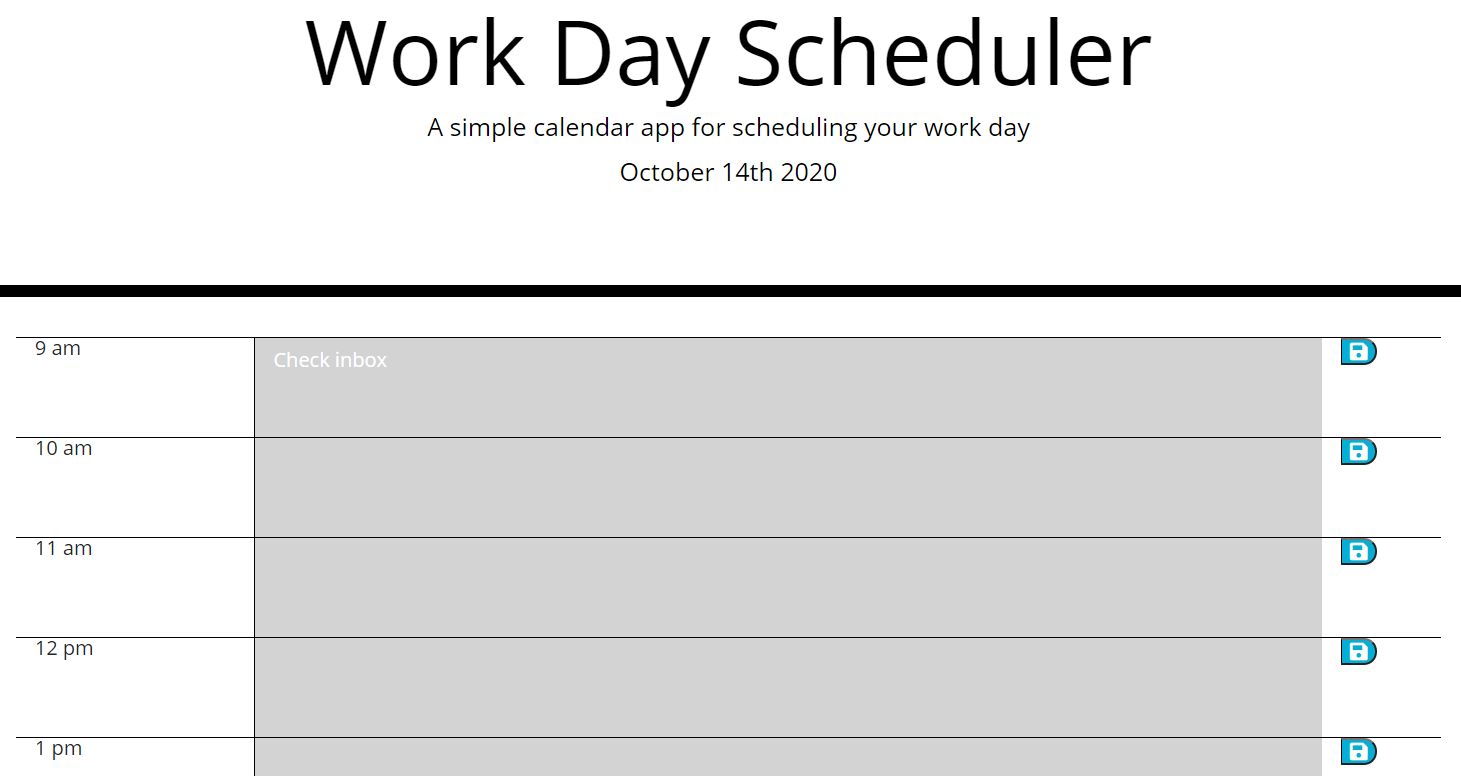 Work Day Scheduler
A simple calendar app for scheduling your work day
October 14th 2020
9 am
Check inbox
10 am
11 am
12 pm
1 pm